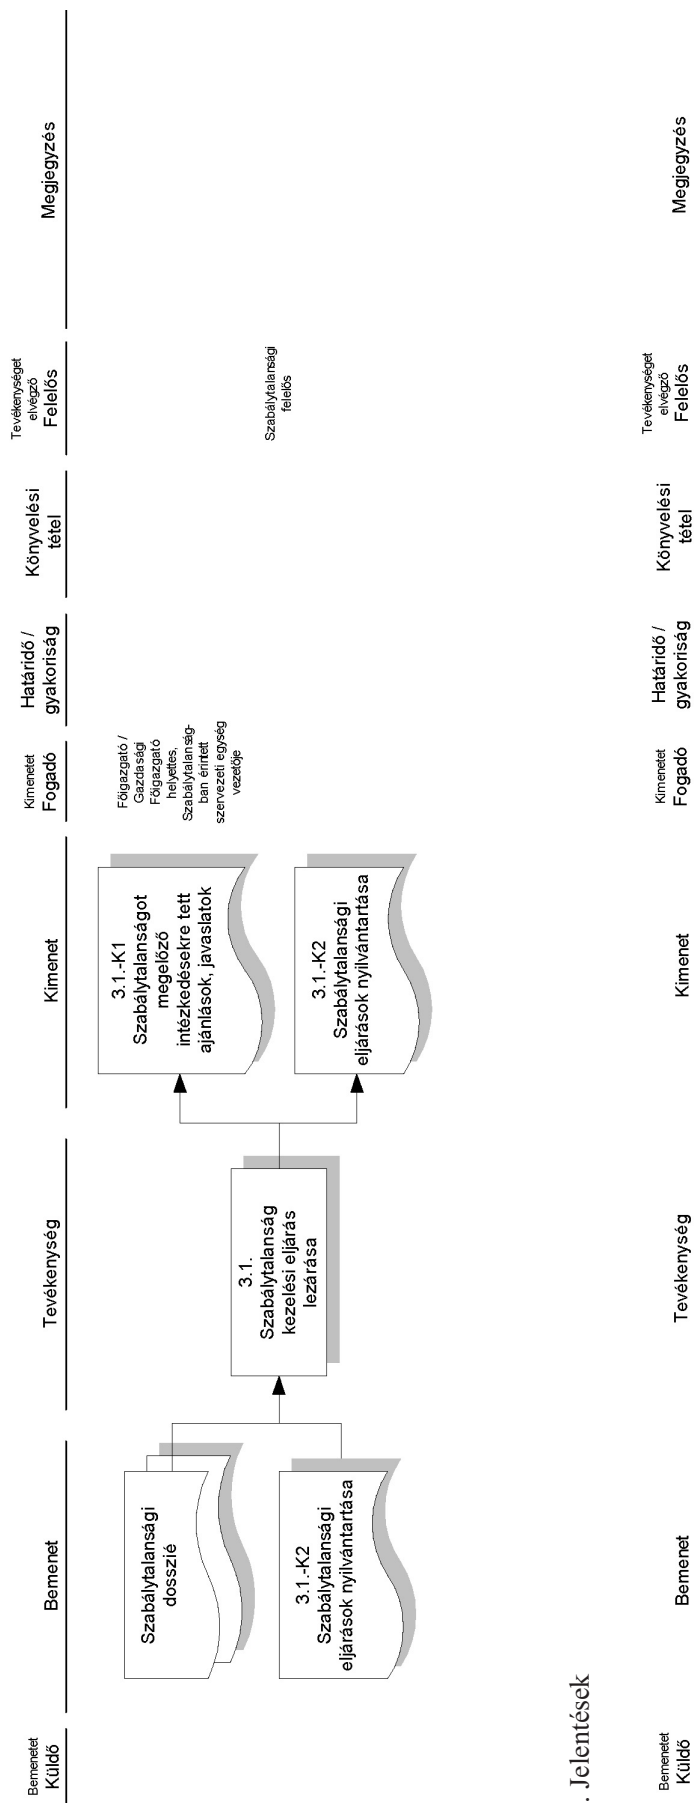 Bemenetet
Küldő
Bemenet
Tevékenység
Kimenet
Kimenetet
Fogadó
Határidő /
gyakoriság
Könyvelési
tétel
Tevékenységet
elvégző
Felelős
Megjegyzés
Szabálytalansági
dosszié
3.1.-K2
Szabálytalansági
eljárások nyilvántartása
3.1.
Szabálytalanság
kezelési eljárás
lezárása
3.1.-K1
Szabálytalanságot
megelőző
intézkedésekre tett
ajánlások, javaslatok
3.1.-K2
Szabálytalansági
eljárások nyilvántartása
Főigazgató /
Gazdasági
Főigazgató
helyettes,
Szabálytalanság-
ban érintett
szervezeti egység
vezetője
Szabálytalansági
felelős
. Jelentések
Bemenetet
Küldő
Bemenet
Tevékenység
Kimenet
Kimenetet
Fogadó
Határidő /
gyakoriság
Könyvelési
tétel
Tevékenységet
elvégző
Felelős
Megjegyzés